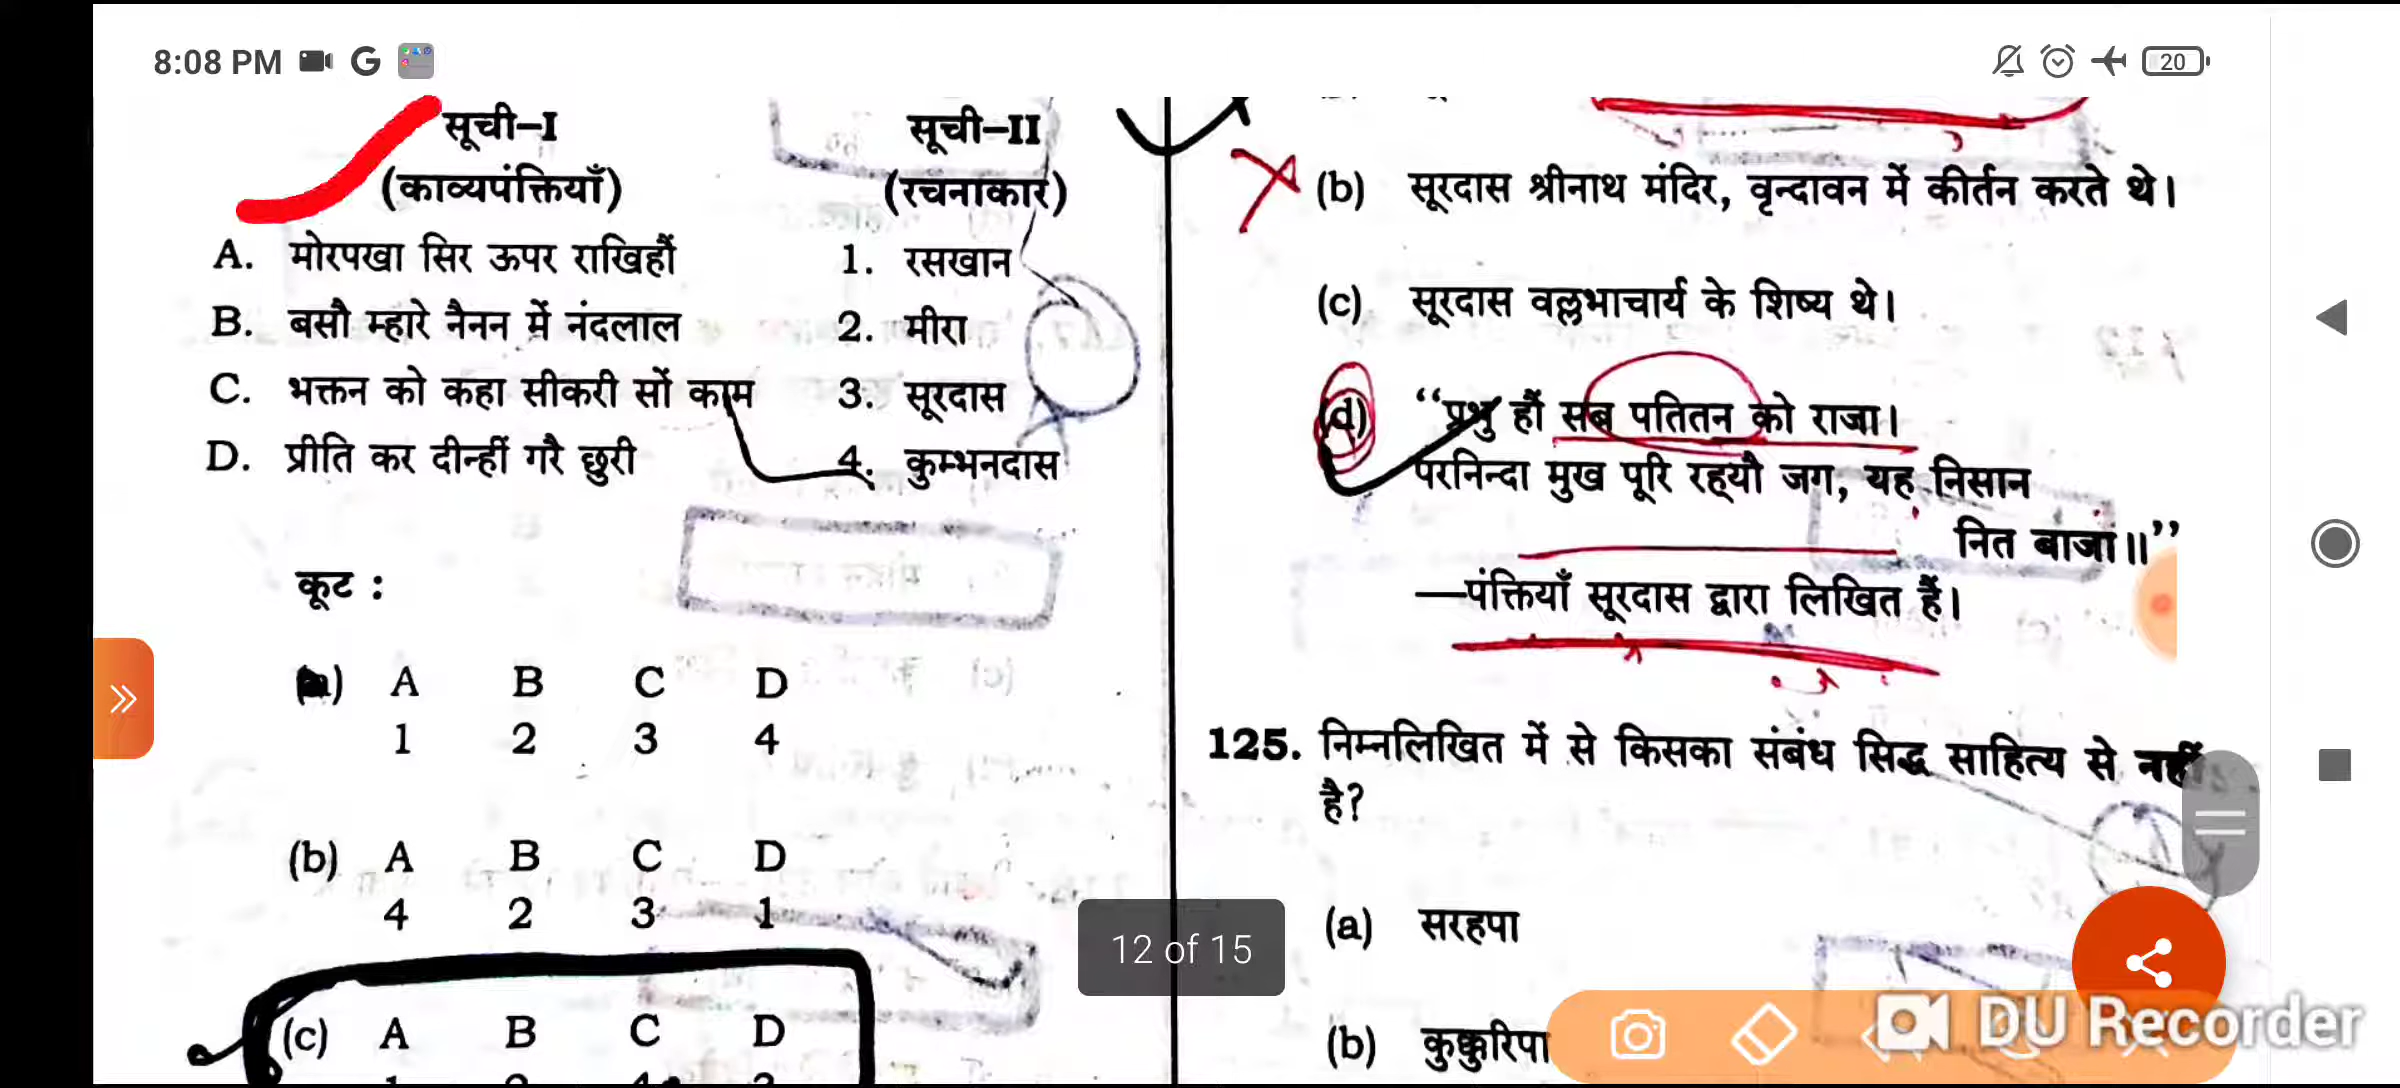 8:08 PM
20
सूची–I
सूची–II
(काव्यपंक्तियाँ)
(रचनाकार)
A. मोरपखा सिर ऊपर राखिहौं
1. रसखान
B. बसौ म्हारे नैनन में नंदलाल
2. मीरा
C. भक्तन को कहा सीकरी सों काम
3. सूरदास
D. प्रीति कर दीन्हीं गरै छुरी
4. कुम्भनदास
कूट :
A B C D
1 2 3 4
(b) A B C D
4 2 3 1
(c) A B C D
(b) सूरदास श्रीनाथ मंदिर, वृन्दावन में कीर्तन करते थे।
(c) सूरदास वल्लभाचार्य के शिष्य थे।
(d) “प्रभु हौं सब पतितन को राजा।
परनिन्दा मुख पूरि रह्यौ जग, यह निसान
नित बाजा॥”
—पंक्तियाँ सूरदास द्वारा लिखित हैं।
125. निम्नलिखित में से किसका संबंध सिद्ध साहित्य से नहीं
है?
(a) सरहपा
(b) कुक्कुरिपा
12 of 15
DU Recorder